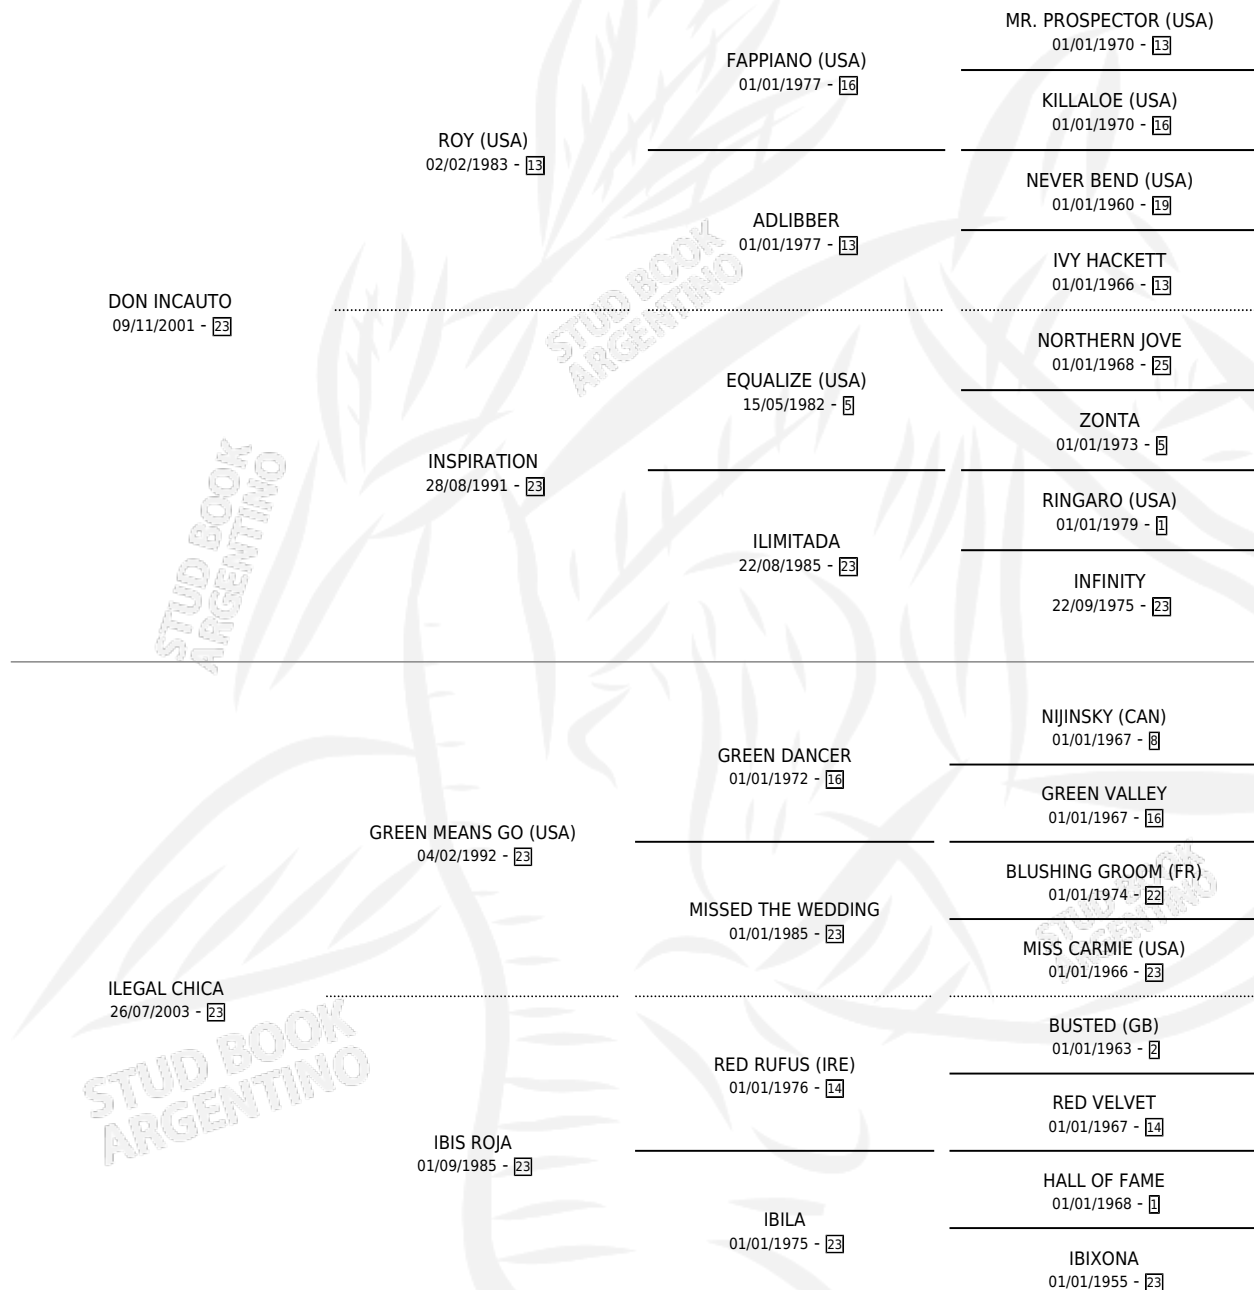 MR. PROSPECTOR (USA)
01/01/1970 - 13
FAPPIANO (USA)
01/01/1977 - 16
KILLALOE (USA)
01/01/1970 - 16
ROY (USA)
02/02/1983 - 13
NEVER BEND (USA)
01/01/1960 - 19
ADLIBBER
01/01/1977 - 13
IVY HACKETT
01/01/1966 - 13
DON INCAUTO
09/11/2001 - 23
NORTHERN JOVE
01/01/1968 - 25
EQUALIZE (USA)
15/05/1982 - 5
ZONTA
01/01/1973 - 5
INSPIRATION
28/08/1991 - 23
RINGARO (USA)
01/01/1979 - 1
ILIMITADA
22/08/1985 - 23
INFINITY
22/09/1975 - 23
STUD BOOK
ARGENTINO
STUD BOOK
ARGENTINO
NIJINSKY (CAN)
01/01/1967 - 8
GREEN DANCER
01/01/1972 - 16
GREEN VALLEY
01/01/1967 - 16
GREEN MEANS GO (USA)
04/02/1992 - 23
BLUSHING GROOM (FR)
01/01/1974 - 22
MISSED THE WEDDING
01/01/1985 - 23
MISS CARMIE (USA)
01/01/1966 - 23
ILEGAL CHICA
26/07/2003 - 23
BUSTED (GB)
01/01/1963 - 2
RED RUFUS (IRE)
01/01/1976 - 14
RED VELVET
01/01/1967 - 14
IBIS ROJA
01/09/1985 - 23
HALL OF FAME
01/01/1968 - 1
IBILA
01/01/1975 - 23
IBIXONA
01/01/1955 - 23
STUD BOOK
ARGENTINO
STUD BOOK
ARGENTINO